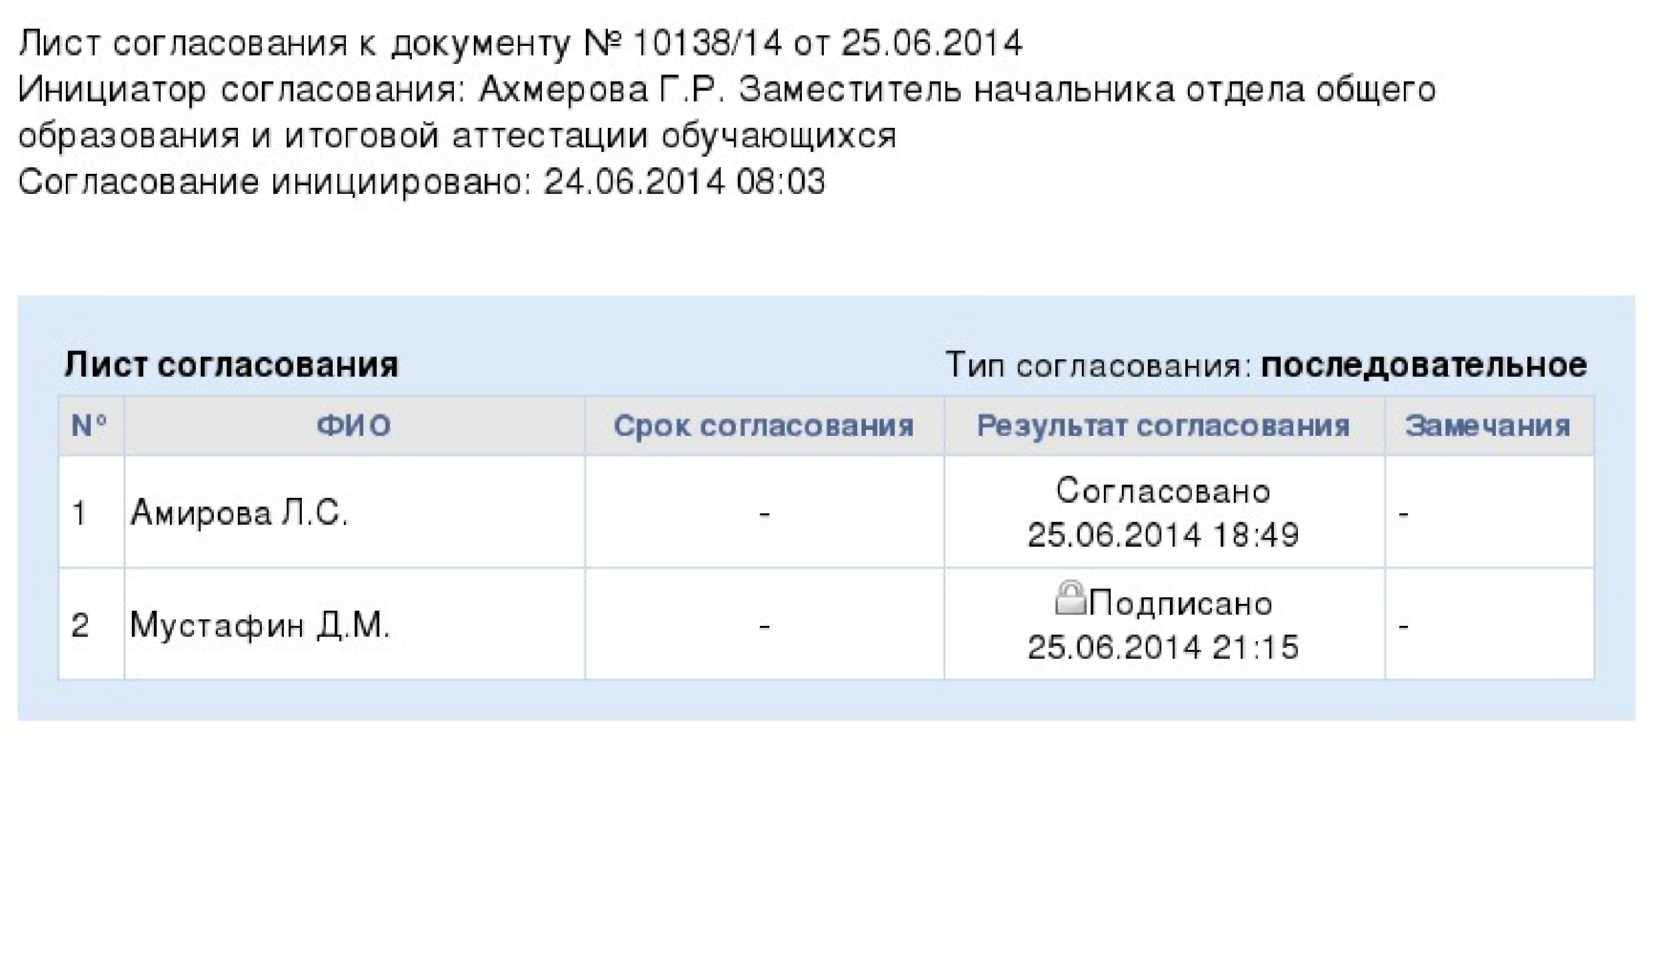 Лист согласования к документу № 10138/14 от 25.06.2014
Инициатор согласования: Ахмерова Г.Р. Заместитель начальника отдела общего
образования и итоговой аттестации обучающихся
Согласование инициировано: 24.06.2014 08:03
Лист согласования Тип согласования: последовательное
N° ФИО Срок согласования Результат согласования Замечания
1 Амирова Л.С. - Согласовано 25.06.2014 18:49 -
2 Мустафин Д.М. - Подписано 25.06.2014 21:15 -